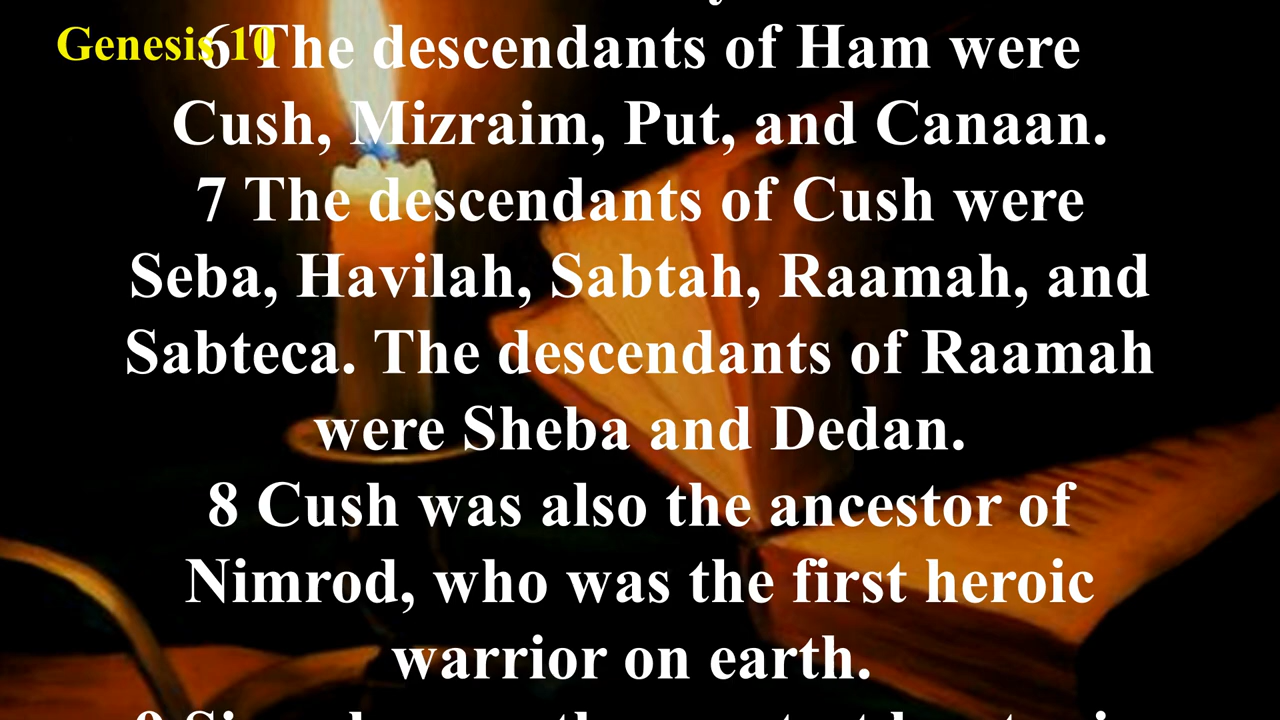 Genesis 10
6 The descendants of Ham were
Cush, Mizraim, Put, and Canaan.
7 The descendants of Cush were
Seba, Havilah, Sabtah, Raamah, and
Sabteca. The descendants of Raamah
were Sheba and Dedan.
8 Cush was also the ancestor of
Nimrod, who was the first heroic
warrior on earth.